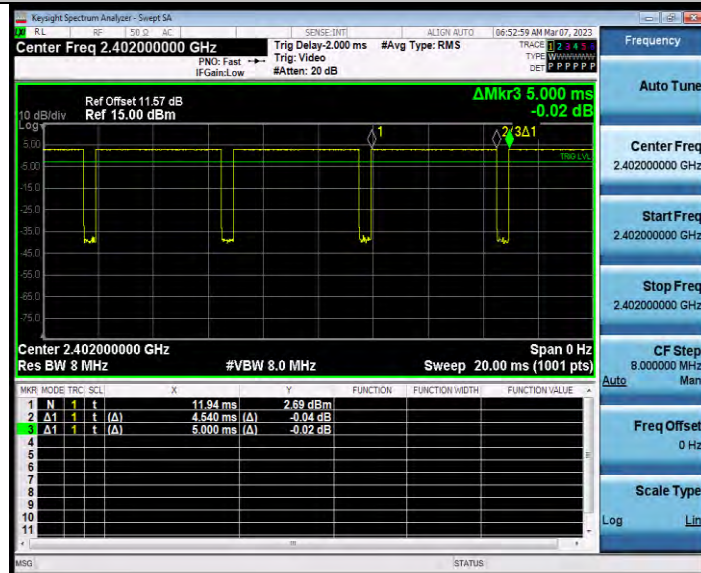 Keysight Spectrum Analyzer - Swept SA
LXI RL RF 50 Ω AC SENSE:INT ALIGN AUTO 06:52:59 AM Mar 07, 2023
Center Freq 2.402000000 GHz
PNO: Fast
IFGain:Low
Trig Delay-2.000 ms
Trig: Video
#Atten: 20 dB
#Avg Type: RMS
TRACE 1 2 3 4 5 6
TYPE WWWWWW
DET P P P P P P
Ref Offset 11.57 dB
10 dB/div Ref 15.00 dBm
Log
ΔMkr3 5.000 ms
-0.02 dB
1
2 3Δ1
5.00
TRIG LVL
-5.00
-15.0
-25.0
-35.0
-45.0
-55.0
-65.0
-75.0
Center 2.402000000 GHz Span 0 Hz
Res BW 8 MHz #VBW 8.0 MHz Sweep 20.00 ms (1001 pts)
MKR MODE TRC SCL X Y FUNCTION FUNCTION WIDTH FUNCTION VALUE
1 N 1 t 11.94 ms 2.69 dBm
2 Δ1 1 t (Δ) 4.540 ms (Δ) -0.04 dB
3 Δ1 1 t (Δ) 5.000 ms (Δ) -0.02 dB
4
5
6
7
8
9
10
11
MSG STATUS
Frequency
Auto Tune
Center Freq
2.402000000 GHz
Start Freq
2.402000000 GHz
Stop Freq
2.402000000 GHz
CF Step
8.000000 MHz
Auto Man
Freq Offset
0 Hz
Scale Type
Log Lin